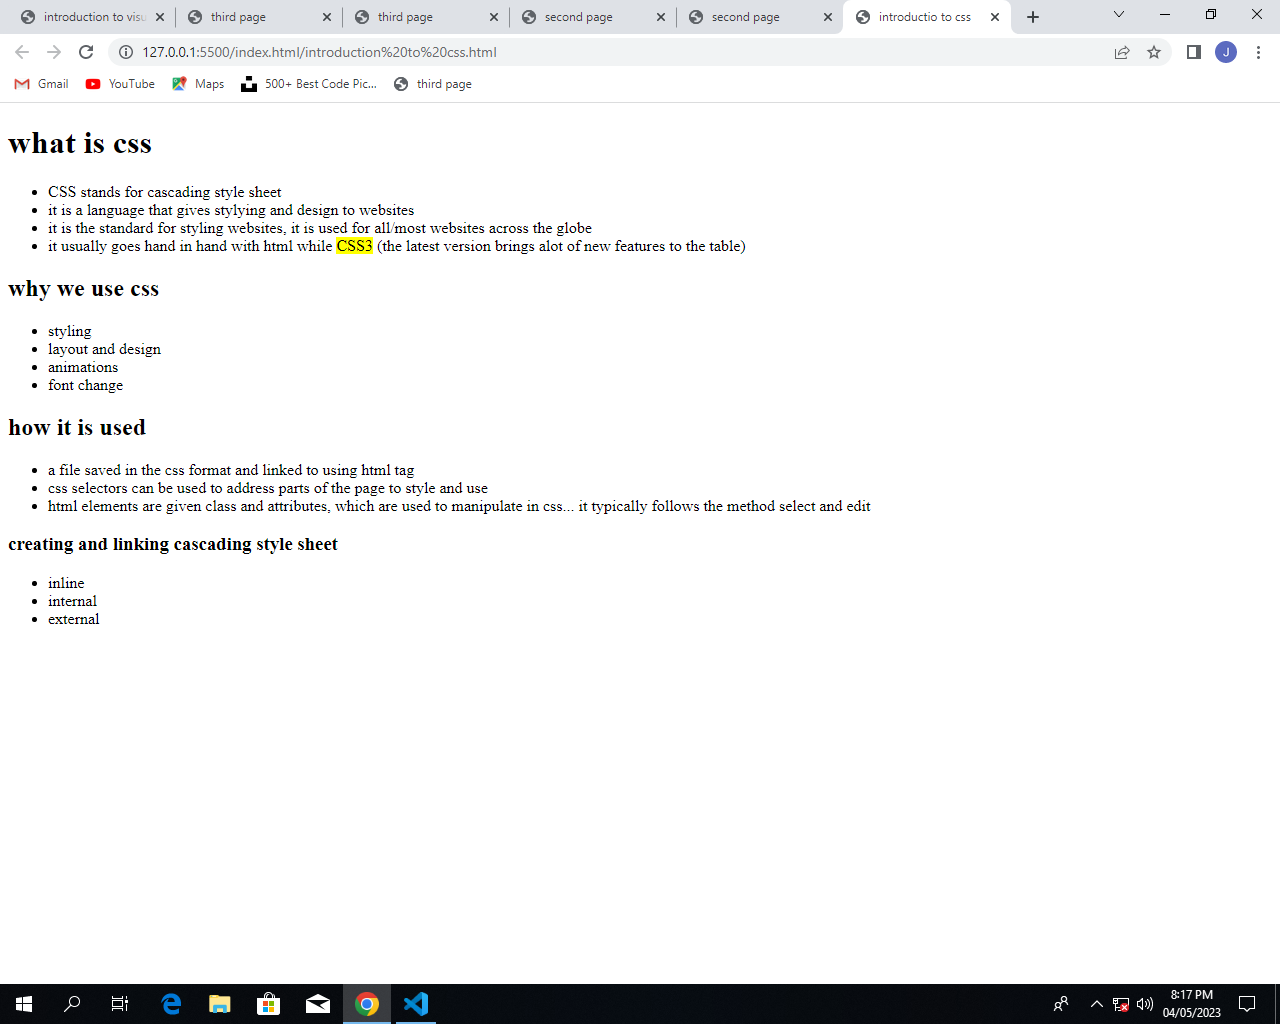 introduction to visu
third page
third page
second page
second page
introductio to css
127.0.0.1:5500/index.html/introduction%20to%20css.html
J
Gmail
YouTube
Maps
500+ Best Code Pic...
third page
what is css
CSS stands for cascading style sheet
it is a language that gives stylying and design to websites
it is the standard for styling websites, it is used for all/most websites across the globe
it usually goes hand in hand with html while CSS3 (the latest version brings alot of new features to the table)
why we use css
styling
layout and design
animations
font change
how it is used
a file saved in the css format and linked to using html tag
css selectors can be used to address parts of the page to style and use
html elements are given class and attributes, which are used to manipulate in css... it typically follows the method select and edit
creating and linking cascading style sheet
inline
internal
external
8:17 PM
04/05/2023